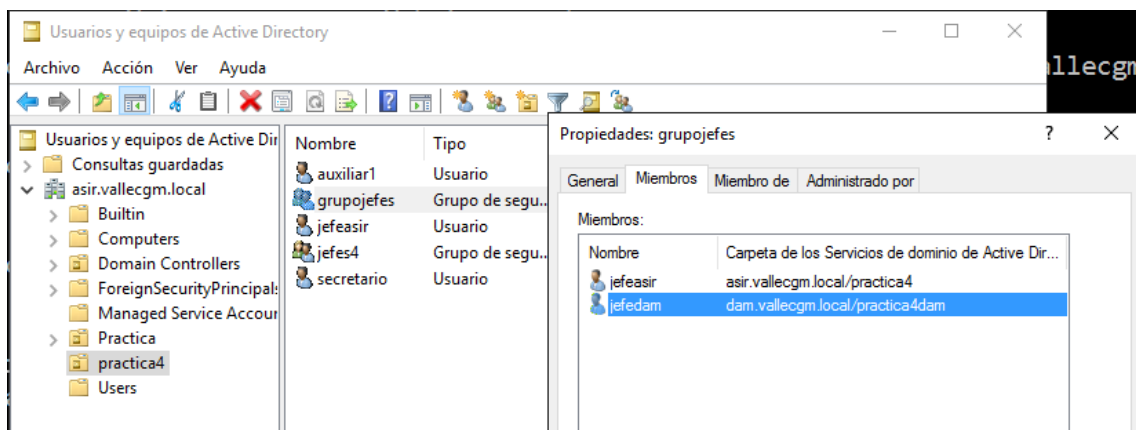 Usuarios y equipos de Active Directory
Archivo Acción Ver Ayuda
allecgm
Usuarios y equipos de Active Dir
Consultas guardadas
asir.vallecgm.local
Builtin
Computers
Domain Controllers
ForeignSecurityPrincipals
Managed Service Accoun
Practica
practica4
Users
Nombre Tipo
auxiliar1 Usuario
grupojefes Grupo de segu...
jefeasir Usuario
jefes4 Grupo de segu...
secretario Usuario
Propiedades: grupojefes ?
General Miembros Miembro de Administrado por
Miembros:
Nombre Carpeta de los Servicios de dominio de Active Dir...
jefeasir asir.vallecgm.local/practica4
jefedam dam.vallecgm.local/practica4dam